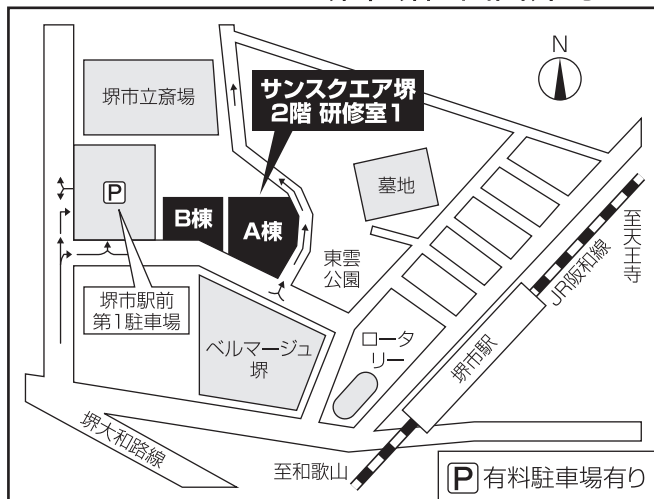 N
堺市立斎場
サンスクエア堺
2階 研修室1
P
B棟
A棟
墓地
東雲
公園
至天王寺
JR阪和線
堺市駅前
第1駐車場
ベルマージュ
堺
ロータ
リー
堺市駅
堺大和路線
至和歌山
P 有料駐車場有り